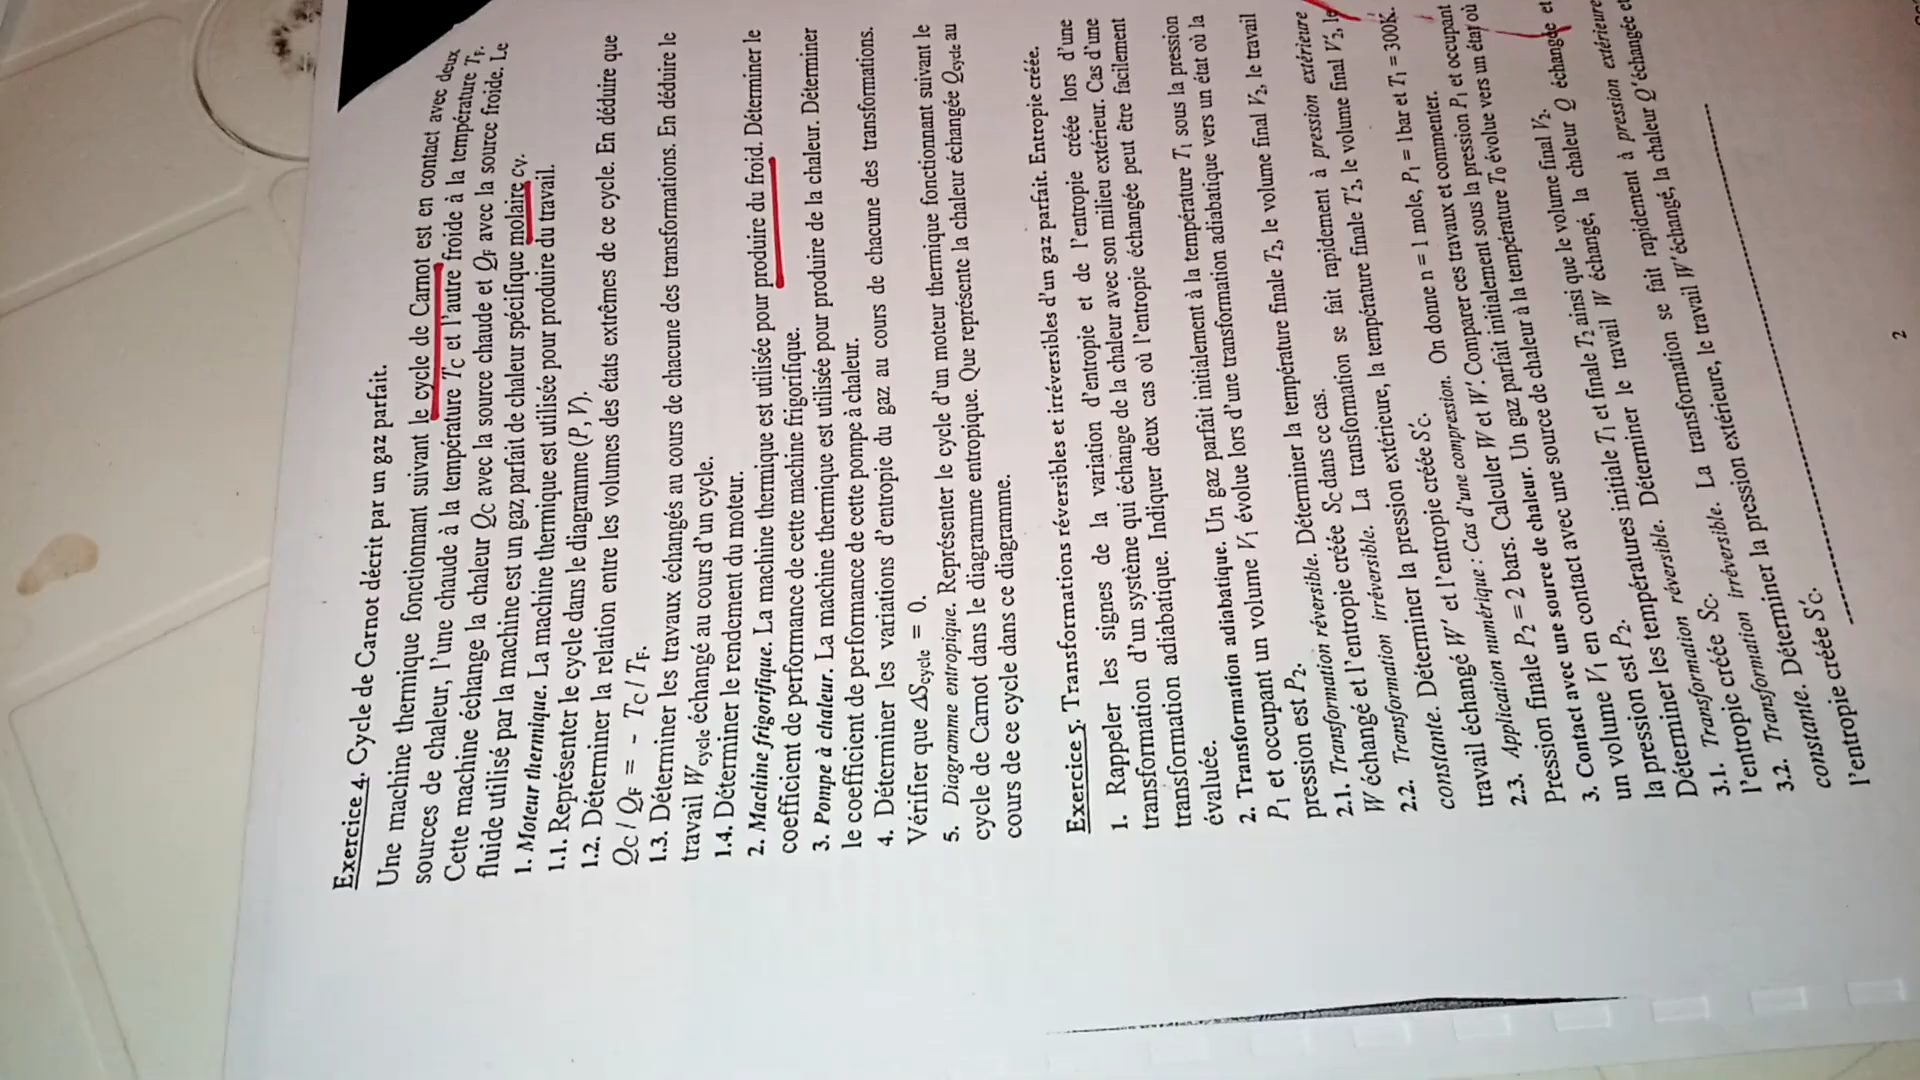 Exercice 4. Cycle de Carnot décrit par un gaz parfait.
Une machine thermique fonctionnant suivant le cycle de Carnot est en contact avec deux
sources de chaleur, l'une chaude à la température TC et l'autre froide à la température TF.
Cette machine échange la chaleur QC avec la source chaude et QF avec la source froide. Le
fluide utilisé par la machine est un gaz parfait de chaleur spécifique molaire cv.
1. Moteur thermique. La machine thermique est utilisée pour produire du travail.
1.1. Représenter le cycle dans le diagramme (P, V).
1.2. Déterminer la relation entre les volumes des états extrêmes de ce cycle. En déduire que
QC / QF = - TC / TF.
1.3. Déterminer les travaux échangés au cours de chacune des transformations. En déduire le
travail Wcycle échangé au cours d'un cycle.
1.4. Déterminer le rendement du moteur.
2. Machine frigorifique. La machine thermique est utilisée pour produire du froid. Déterminer le
coefficient de performance de cette machine frigorifique.
3. Pompe à chaleur. La machine thermique est utilisée pour produire de la chaleur. Déterminer
le coefficient de performance de cette pompe à chaleur.
4. Déterminer les variations d'entropie du gaz au cours de chacune des transformations.
Vérifier que ΔScycle = 0.
5. Diagramme entropique. Représenter le cycle d'un moteur thermique fonctionnant suivant le
cycle de Carnot dans le diagramme entropique. Que représente la chaleur échangée Qcycle au
cours de ce cycle dans ce diagramme.
Exercice 5. Transformations réversibles et irréversibles d'un gaz parfait. Entropie créée.
1. Rappeler les signes de la variation d'entropie et de l'entropie créée lors d'une
transformation d'un système qui échange de la chaleur avec son milieu extérieur. Cas d'une
transformation adiabatique. Indiquer deux cas où l'entropie échangée peut être facilement
évaluée.
2. Transformation adiabatique. Un gaz parfait initialement à la température T1 sous la pression
P1 et occupant un volume V1 évolue lors d'une transformation adiabatique vers un état où la
pression est P2.
2.1. Transformation réversible. Déterminer la température finale T2, le volume final V2, le travail
W échangé et l'entropie créée SC dans ce cas.
2.2. Transformation irréversible. La transformation se fait rapidement à pression extérieure
constante. Déterminer la pression extérieure, la température finale T'2, le volume final V'2, le
travail échangé W' et l'entropie créée S'C.
2.3. Application numérique : Cas d'une compression. On donne n = 1 mole, P1 = 1bar et T1 = 300K.
Pression finale P2 = 2 bars. Calculer W et W'. Comparer ces travaux et commenter.
3. Contact avec une source de chaleur. Un gaz parfait initialement sous la pression P1 et occupant
un volume V1 en contact avec une source de chaleur à la température T0 évolue vers un état où
la pression est P2.
Déterminer les températures initiale T1 et finale T2 ainsi que le volume final V2.
3.1. Transformation réversible. Déterminer le travail W échangé, la chaleur Q échangée et
l'entropie créée SC.
3.2. Transformation irréversible. La transformation se fait rapidement à pression extérieure
constante. Déterminer la pression extérieure, le travail W' échangé, la chaleur Q' échangée et
l'entropie créée S'C.
2